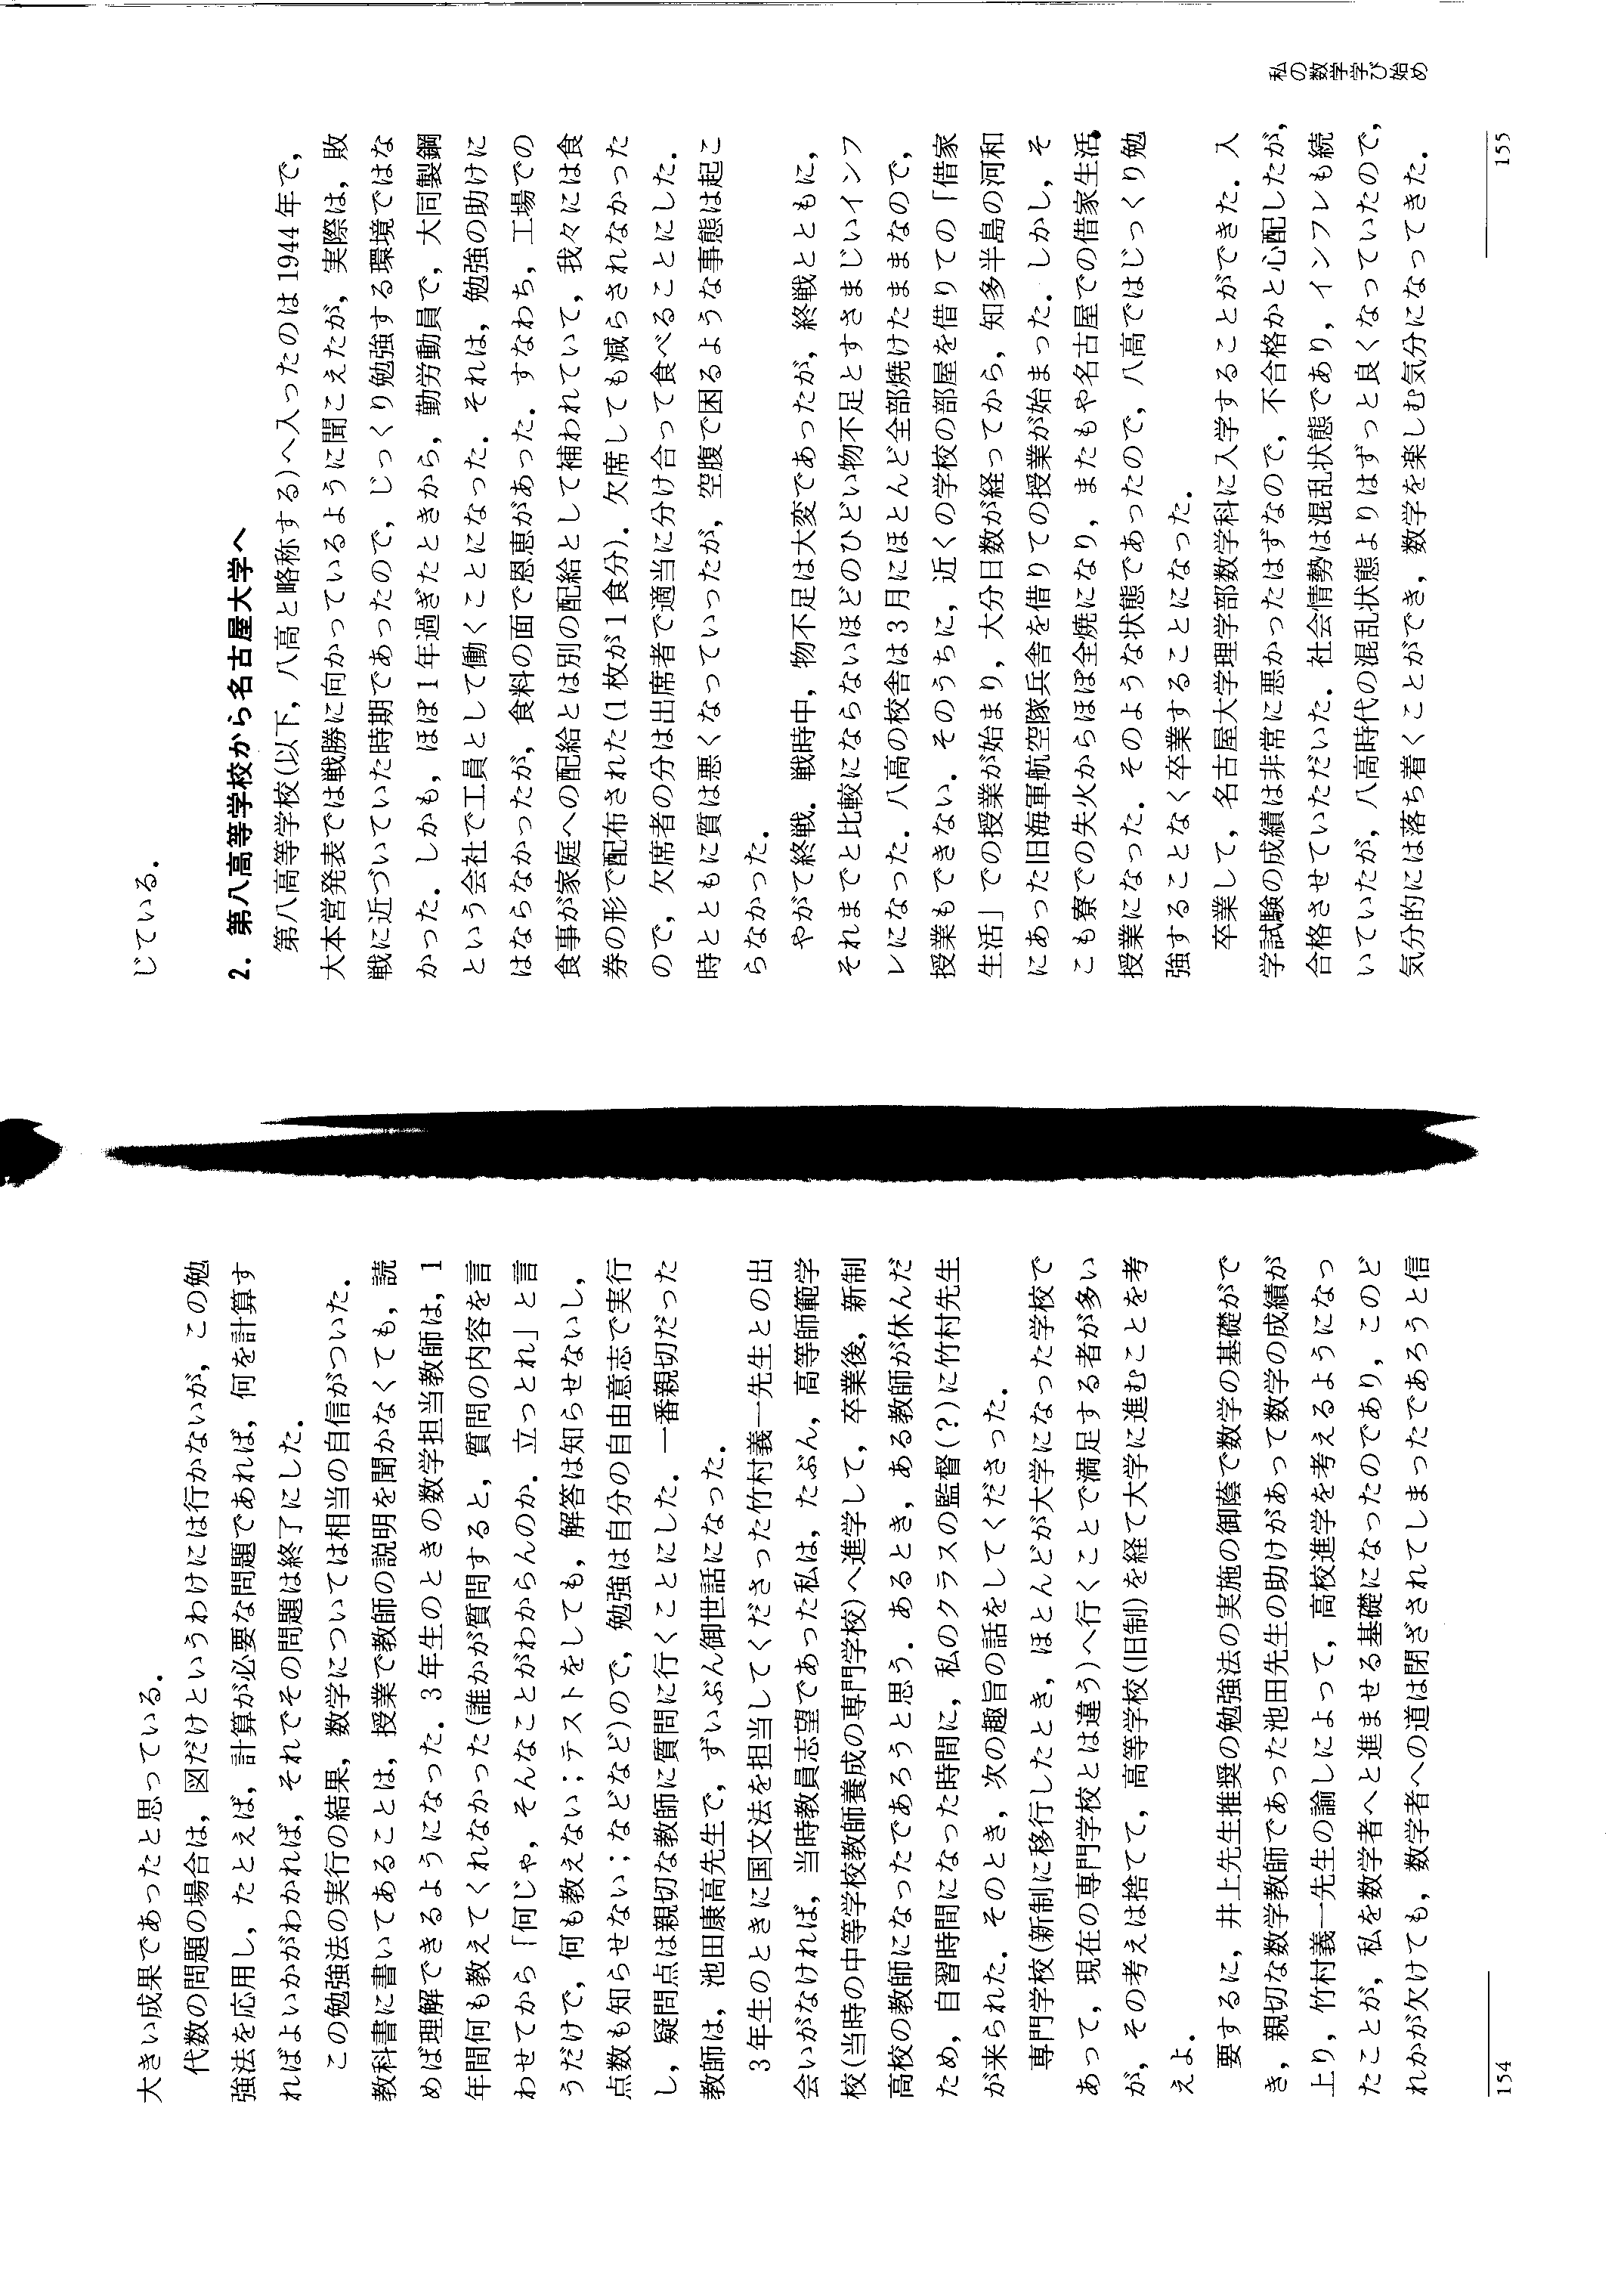 大きい成果であったと思っている.
代数の問題の場合は，図だけというわけには行かないが，この勉
強法を応用し，たとえば，計算が必要な問題であれば，何を計算す
ればよいかがわかれば，それでその問題は終了にした.
この勉強法の実行の結果，数学については相当の自信がついた.
教科書に書いてあることは，授業で教師の説明を聞かなくても，読
めば理解できるようになった. 3年生のときの数学担当教師は，1
年間何も教えてくれなかった(誰かが質問すると，質問の内容を言
わせてから「何じゃ，そんなことがわからんのか. 立っとれ」と言
うだけで，何も教えない；テストをしても，解答は知らせないし，
点数も知らせない；などなど)ので，勉強は自分の自由意志で実行
し，疑問点は親切な教師に質問に行くことにした. 一番親切だった
教師は，池田康高先生で，ずいぶん御世話になった.
3年生のときに国文法を担当してくださった竹村義一先生との出
会いがなければ，当時教員志望であった私は，たぶん，高等師範学
校(当時の中等学校教師養成の専門学校)へ進学して，卒業後，新制
高校の教師になったであろうと思う. あるとき，ある教師が休んだ
ため，自習時間になった時間に，私のクラスの監督(?)に竹村先生
が来られた. そのとき，次の趣旨の話をしてくださった.
専門学校(新制に移行したとき，ほとんどが大学になった学校で
あって，現在の専門学校とは違う)へ行くことで満足する者が多い
が，その考えは捨てて，高等学校(旧制)を経て大学に進むことを考
えよ.
要するに，井上先生推奨の勉強法の実施の御蔭で数学の基礎がで
き，親切な数学教師であった池田先生の助けがあって数学の成績が
上り，竹村義一先生の諭しによって，高校進学を考えるようになっ
たことが，私を数学者へと進ませる基礎になったのであり，このど
れかが欠けても，数学者への道は閉ざされてしまったであろうと信
154
じている.
2. 第八高等学校から名古屋大学へ
第八高等学校(以下，八高と略称する)へ入ったのは1944年で，
大本営発表では戦勝に向かっているように聞こえたが，実際は，敗
戦に近づいていた時期であったので，じっくり勉強する環境ではな
かった. しかも，ほぼ1年過ぎたときから，勤労動員で，大同製鋼
という会社で工員として働くことになった. それは，勉強の助けに
はならなかったが，食料の面で恩恵があった. すなわち，工場での
食事が家庭への配給とは別の配給として補われていて，我々には食
券の形で配布された(1枚が1食分). 欠席しても減らされなかった
ので，欠席者の分は出席者で適当に分け合って食べることにした.
時とともに質は悪くなっていったが，空腹で困るような事態は起こ
らなかった.
やがて終戦. 戦時中，物不足は大変であったが，終戦とともに，
それまでと比較にならないほどのひどい物不足とすさまじいインフ
レになった. 八高の校舎は3月にほとんど全部焼けたままなので，
授業もできない. そのうちに，近くの学校の部屋を借りての「借家
生活」での授業が始まり，大分日数が経ってから，知多半島の河和
にあった旧海軍航空隊兵舎を借りての授業が始まった. しかし，そ
こも寮での失火からほぼ全焼になり，またもや名古屋での借家生活
授業になった. そのような状態であったので，八高ではじっくり勉
強することなく卒業することになった.
卒業して，名古屋大学理学部数学科に入学することができた. 入
学試験の成績は非常に悪かったはずなので，不合格かと心配したが，
合格させていただいた. 社会情勢は混乱状態であり，インフレも続
いていたが，八高時代の混乱状態よりはずっと良くなっていたので，
気分的には落ち着くことができ，数学を楽しむ気分になってきた.
私の数学学び始め
155